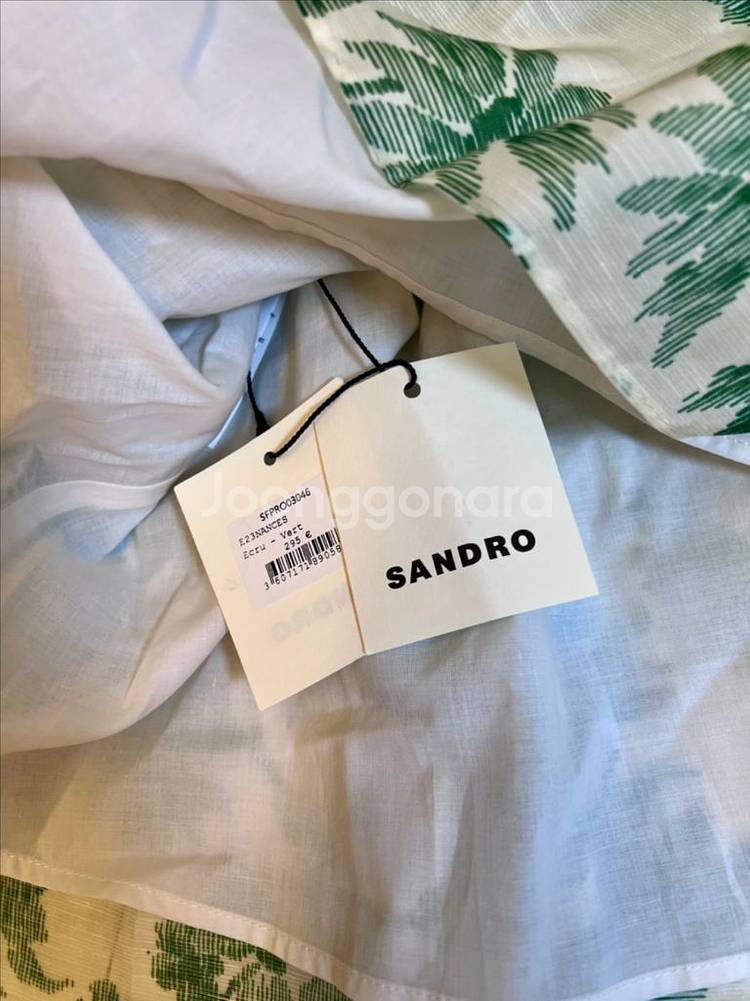 Joonggonara
SFPRO03046
E23NANCES
Ecru - Vert
295 €
SANDRO